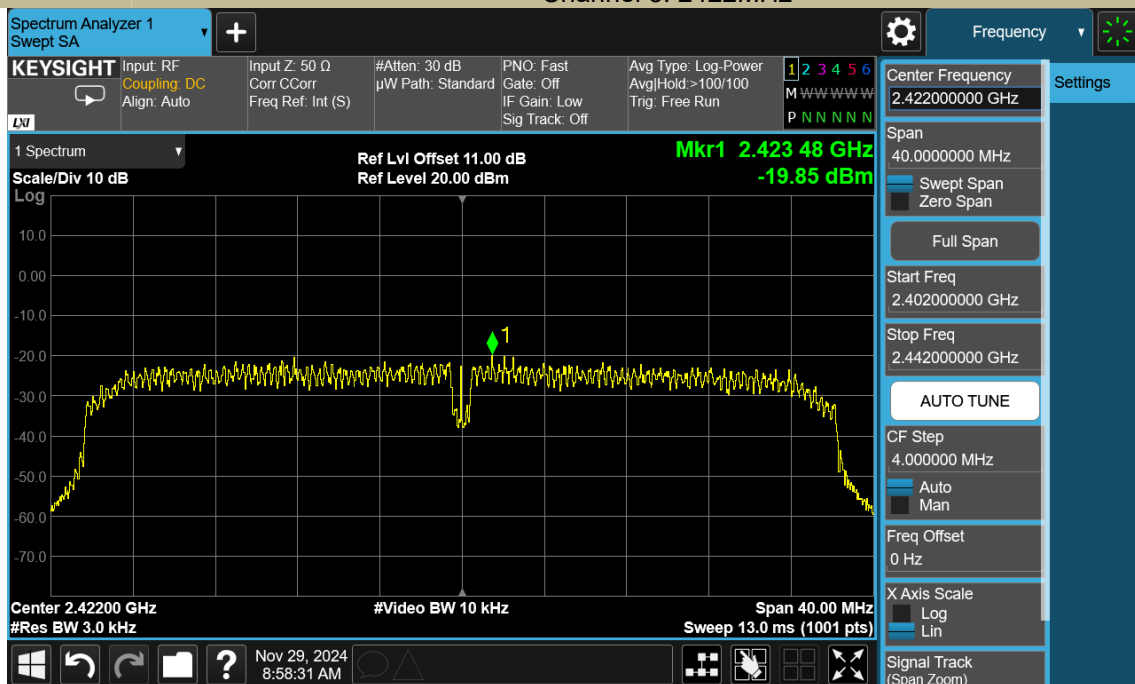 Spectrum Analyzer 1
Swept SA
Frequency
KEYSIGHT
Input: RF
Coupling: DC
Align: Auto
Input Z: 50 Ω
Corr CCorr
Freq Ref: Int (S)
#Atten: 30 dB
µW Path: Standard
PNO: Fast
Gate: Off
IF Gain: Low
Sig Track: Off
Avg Type: Log-Power
Avg|Hold:>100/100
Trig: Free Run
1 2 3 4 5 6
M W W W W W
P N N N N N
LXI
1 Spectrum
Scale/Div 10 dB
Ref Lvl Offset 11.00 dB
Ref Level 20.00 dBm
Mkr1 2.423 48 GHz
-19.85 dBm
Log
10.0
0.00
-10.0
-20.0
-30.0
-40.0
-50.0
-60.0
-70.0
1
Center 2.42200 GHz
#Res BW 3.0 kHz
#Video BW 10 kHz
Span 40.00 MHz
Sweep 13.0 ms (1001 pts)
Nov 29, 2024
8:58:31 AM
?
Center Frequency
2.422000000 GHz
Settings
Span
40.0000000 MHz
Swept Span
Zero Span
Full Span
Start Freq
2.402000000 GHz
Stop Freq
2.442000000 GHz
AUTO TUNE
CF Step
4.000000 MHz
Auto
Man
Freq Offset
0 Hz
X Axis Scale
Log
Lin
Signal Track
(Span Zoom)